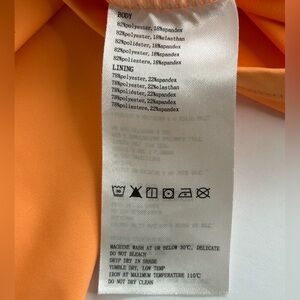 BODY
82%polyester,18%spandex
82%polyester,18%elasthan
82%poliéster,18%spandex
82%polyester,18%spandex
82%poliestere,18%spandex
LINING
78%polyester,22%spandex
78%polyester,22%elasthan
78%poliéster,22%spandex
78%polyester,22%spandex
78%poliestere,22%spandex
30
MACHINE WASH AT OR BELOW 30℃, DELICATE
DO NOT BLEACH
DRIP DRY IN SHADE
TUMBLE DRY, LOW TEMP
IRON AT MAXIMUM TEMPERATURE 110℃
DO NOT DRY CLEAN